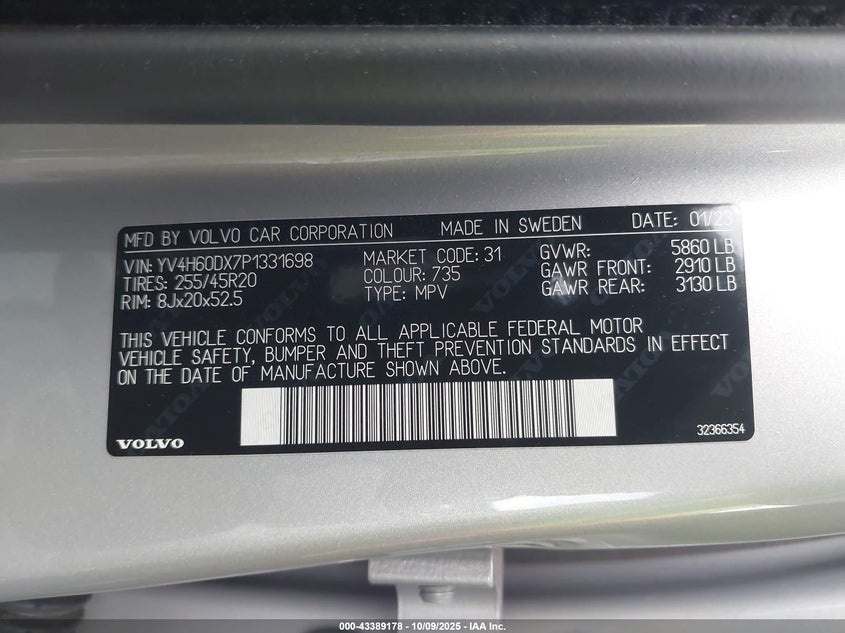 MFD BY VOLVO CAR CORPORATION MADE IN SWEDEN DATE: 01/23
VIN: YV4H60DX7P1331698 MARKET CODE: 31 GVWR: 5860 LB
TIRES: 255/45R20 COLOUR: 735 GAWR FRONT: 2910 LB
RIM: 8Jx20x52.5 TYPE: MPV GAWR REAR: 3130 LB
THIS VEHICLE CONFORMS TO ALL APPLICABLE FEDERAL MOTOR
VEHICLE SAFETY, BUMPER AND THEFT PREVENTION STANDARDS IN EFFECT
ON THE DATE OF MANUFACTURE SHOWN ABOVE.
VOLVO 32366354
000-43389178 - 10/09/2025 - IAA Inc.